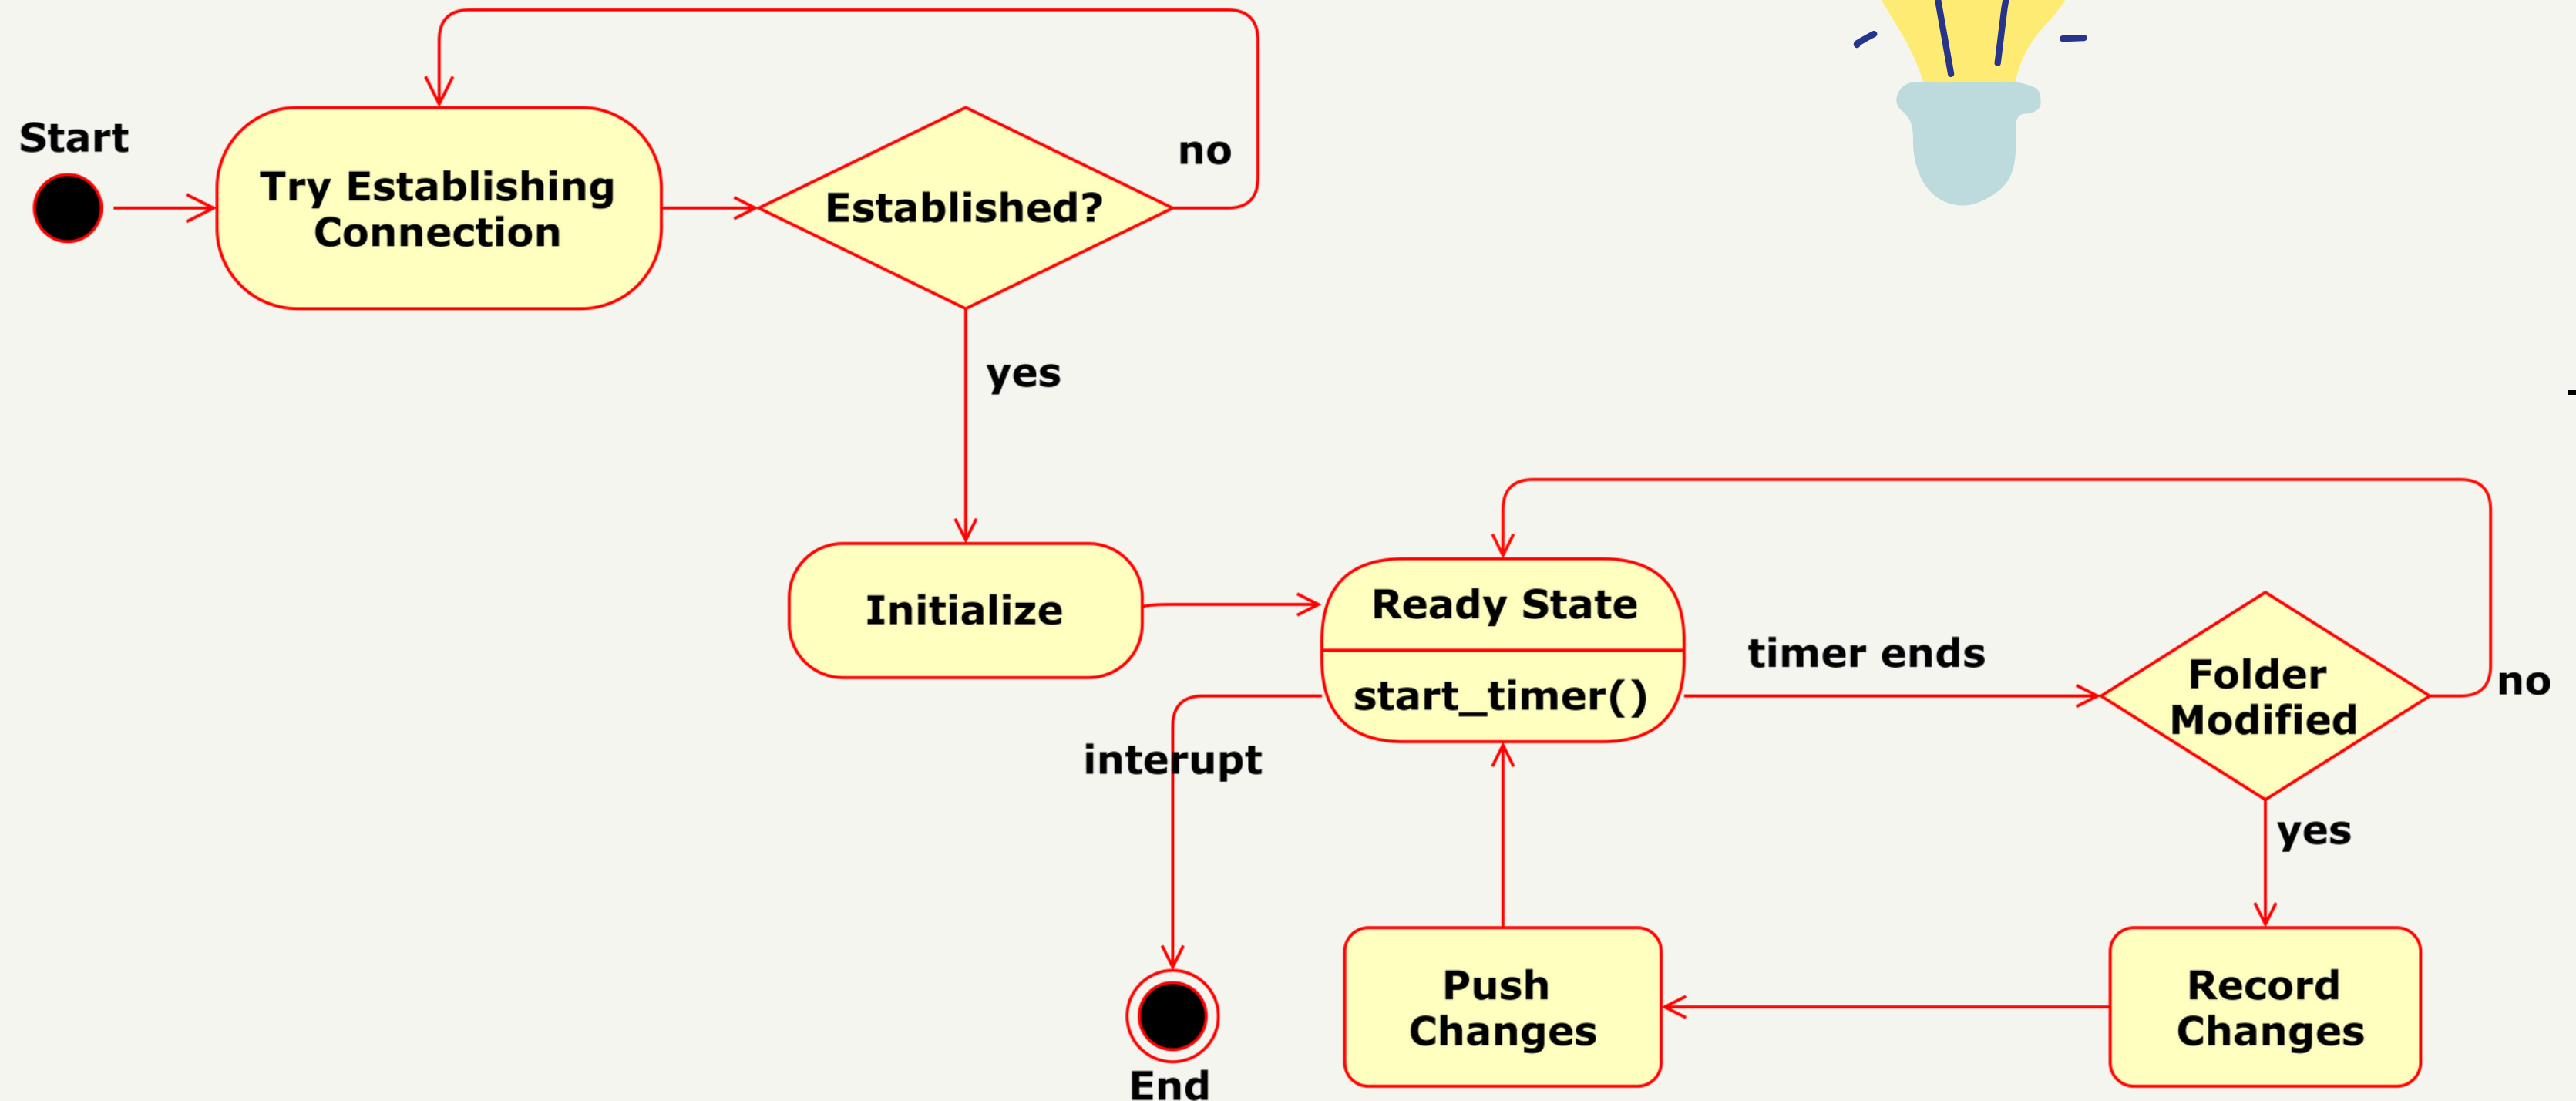 Start
Try Establishing
Connection
Established?
no
yes
Initialize
Ready State
start_timer()
timer ends
Folder
Modified
no
interupt
yes
Push
Changes
Record
Changes
End